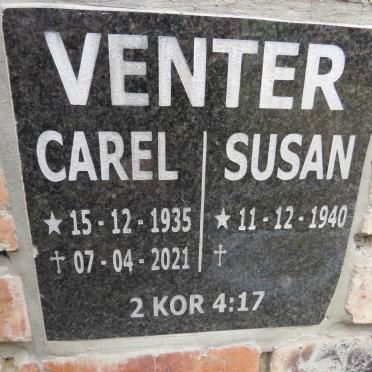 VENTER
CAREL
★ 15 - 12 - 1935
† 07 - 04 - 2021
SUSAN
★ 11 - 12 - 1940
†
2 KOR 4:17